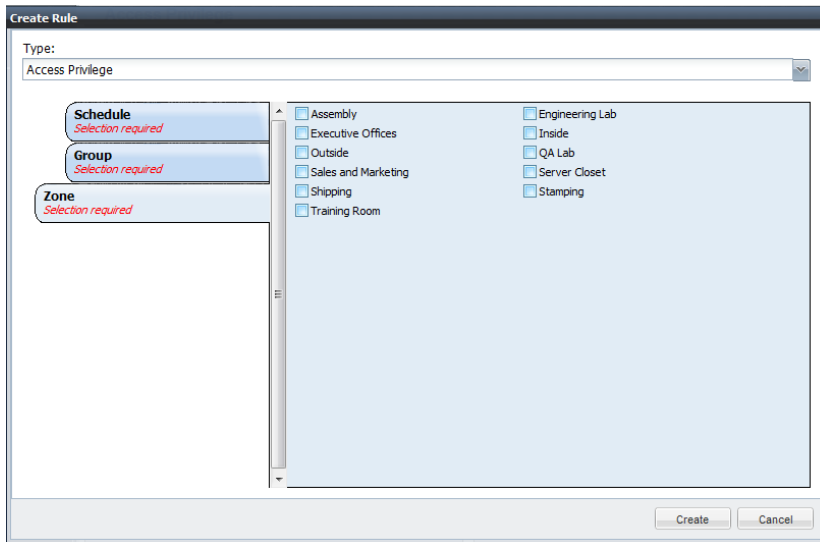 Create Rule
Type:
Access Privilege
Schedule
Selection required
Group
Selection required
Zone
Selection required
Assembly
Engineering Lab
Executive Offices
Inside
Outside
QA Lab
Sales and Marketing
Server Closet
Shipping
Stamping
Training Room
Create
Cancel